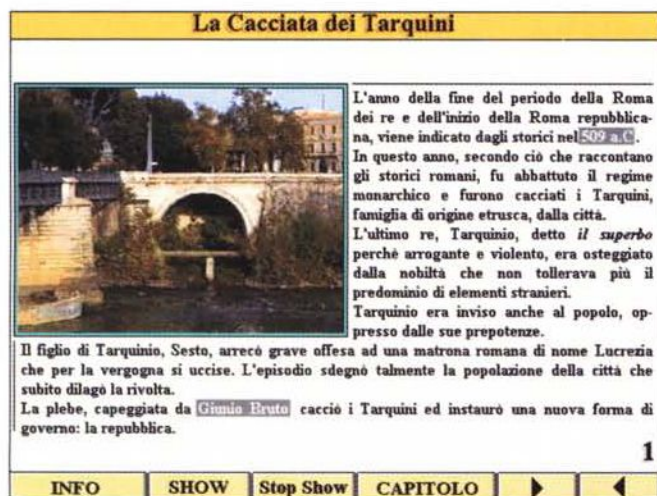 La Cacciata dei Tarquini
L'anno della fine del periodo della Roma
dei re e dell'inizio della Roma repubblica-
na, viene indicato dagli storici nel 509 a.C.
In questo anno, secondo ciò che raccontano
gli storici romani, fu abbattuto il regime
monarchico e furono cacciati i Tarquini,
famiglia di origine etrusca, dalla città.
L'ultimo re, Tarquinio, detto il superbo
perchè arrogante e violento, era osteggiato
dalla nobiltà che non tollerava più il
predominio di elementi stranieri.
Tarquinio era inviso anche al popolo, op-
presso dalle sue prepotenze.
Il figlio di Tarquinio, Sesto, arrecò grave offesa ad una matrona romana di nome Lucrezia
che per la vergogna si uccise. L'episodio sdegnò talmente la popolazione della città che
subito dilagò la rivolta.
La plebe, capeggiata da Giunio Bruto cacciò i Tarquini ed instaurò una nuova forma di
governo: la repubblica.
1
INFO SHOW Stop Show CAPITOLO